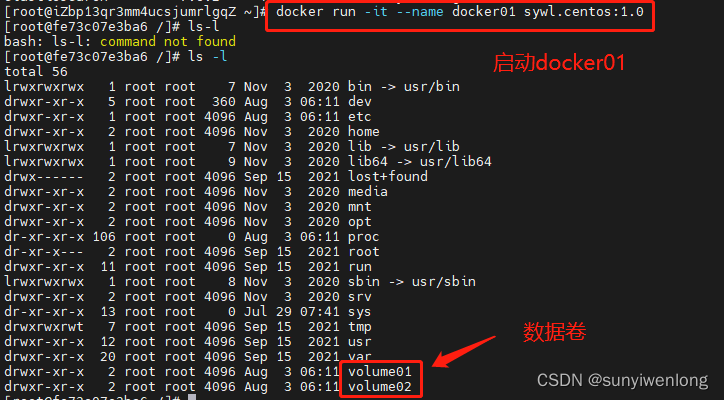 [root@iZbp13qr3mm4ucsjumrlgqZ ~]# docker run -it --name docker01 sywl.centos:1.0
[root@fe73c07e3ba6 /]# ls-l
bash: ls-l: command not found
[root@fe73c07e3ba6 /]# ls -l
启动docker01
total 56
lrwxrwxrwx   1 root root    7 Nov  3  2020 bin -> usr/bin
drwxr-xr-x   5 root root  360 Aug  3 06:11 dev
drwxr-xr-x   1 root root 4096 Aug  3 06:11 etc
drwxr-xr-x   2 root root 4096 Nov  3  2020 home
lrwxrwxrwx   1 root root    7 Nov  3  2020 lib -> usr/lib
lrwxrwxrwx   1 root root    9 Nov  3  2020 lib64 -> usr/lib64
drwx------   2 root root 4096 Sep 15  2021 lost+found
drwxr-xr-x   2 root root 4096 Nov  3  2020 media
drwxr-xr-x   2 root root 4096 Nov  3  2020 mnt
drwxr-xr-x   2 root root 4096 Nov  3  2020 opt
dr-xr-xr-x 106 root root    0 Aug  3 06:11 proc
dr-xr-x---   2 root root 4096 Sep 15  2021 root
drwxr-xr-x  11 root root 4096 Sep 15  2021 run
lrwxrwxrwx   1 root root    8 Nov  3  2020 sbin -> usr/sbin
drwxr-xr-x   2 root root 4096 Nov  3  2020 srv
dr-xr-xr-x  13 root root    0 Jul 29 07:41 sys
drwxrwxrwt   7 root root 4096 Sep 15  2021 tmp
drwxr-xr-x  12 root root 4096 Sep 15  2021 usr
drwxr-xr-x  20 root root 4096 Sep 15  2021 var
数据卷
drwxr-xr-x   2 root root 4096 Aug  3 06:11 volume01
drwxr-xr-x   2 root root 4096 Aug  3 06:11 volume02
[root@fe73c07e3ba6 /]#
CSDN @sunyiwenlong